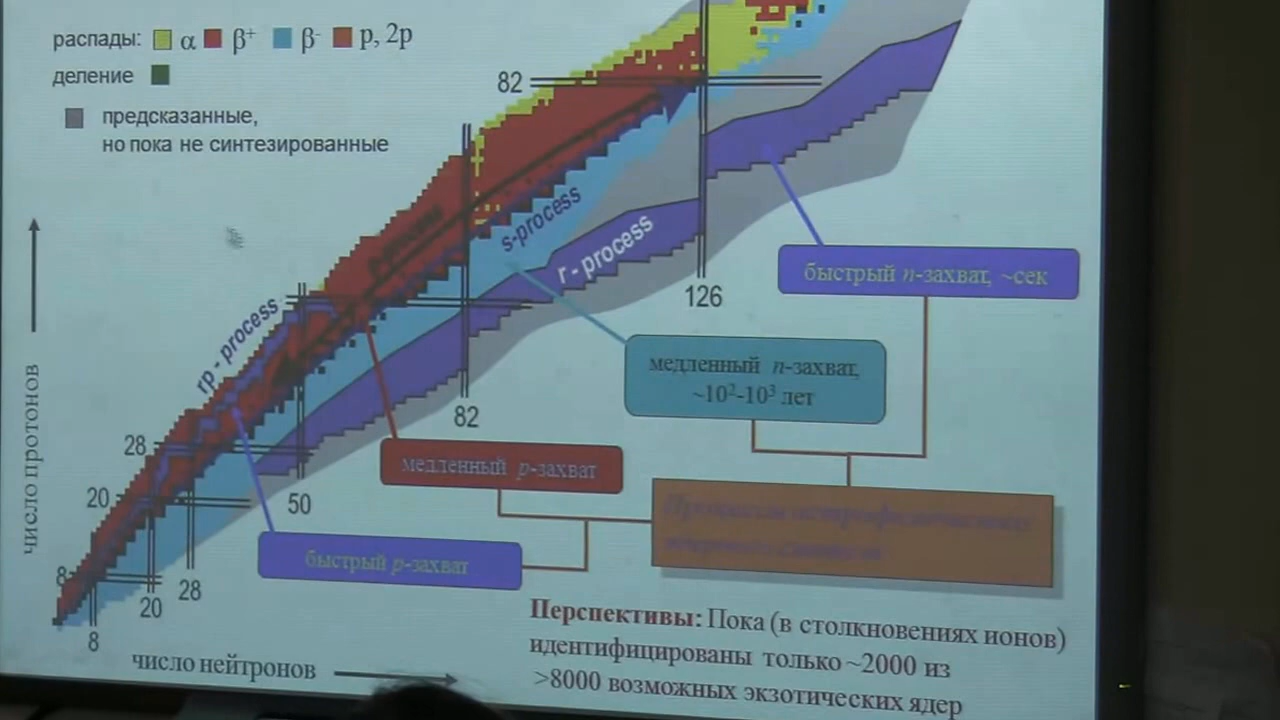 распады: α β⁺ β⁻ p, 2p
деление
предсказанные,
но пока не синтезированные
82
s-process
r - process
rp - process
быстрый n-захват, ~сек
126
медленный n-захват,
~10²-10³ лет
82
28
медленный p-захват
20
50
число протонов
быстрый p-захват
8
28
20
8
число нейтронов
Перспективы: Пока (в столкновениях ионов)
идентифицированы только ~2000 из
>8000 возможных экзотических ядер